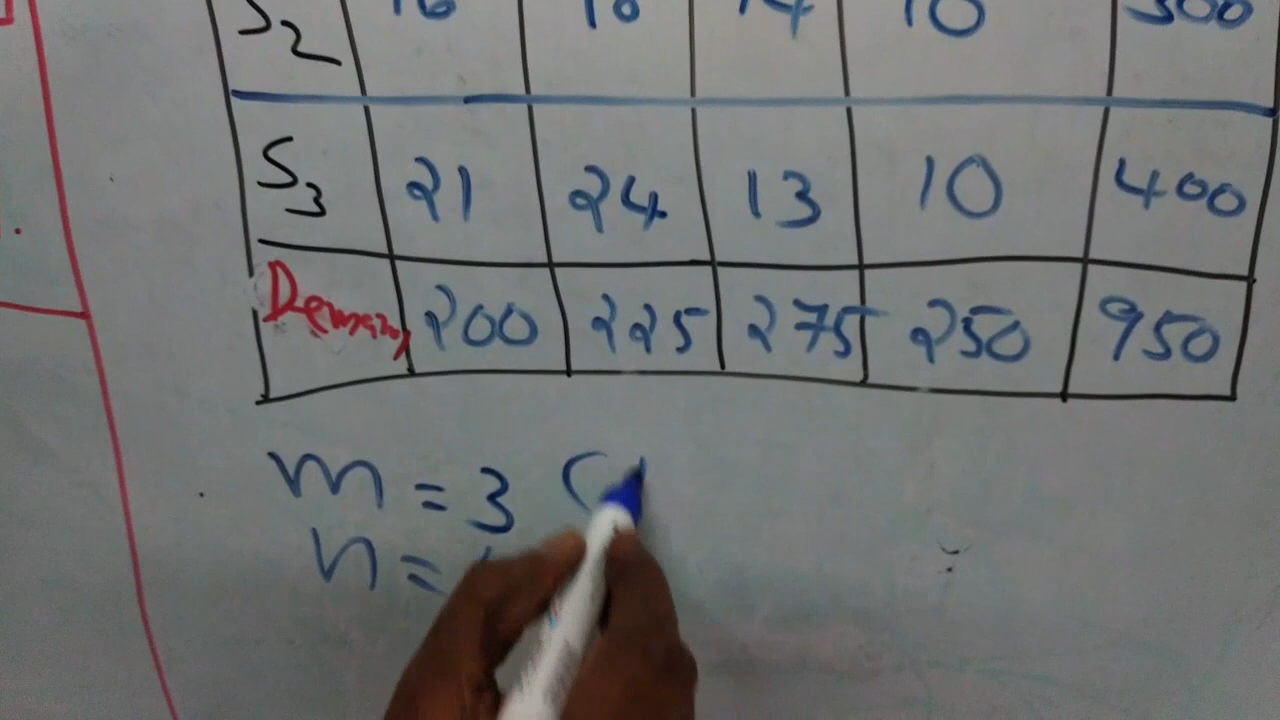 S2 16 18 14 10 300
S3 21 24 13 10 400
Demand 200 225 275 250 950
m = 3 (
n =